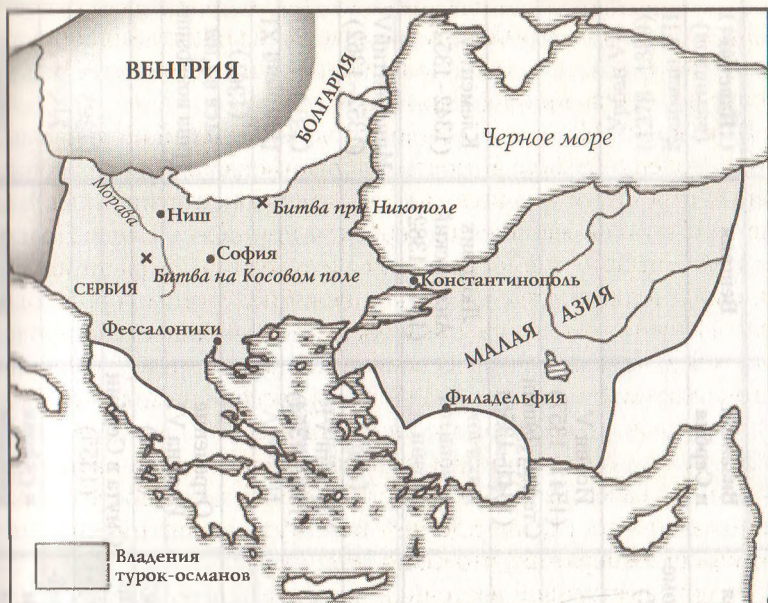 ВЕНГРИЯ
БОЛГАРИЯ
Черное море
Морава
Ниш
Битва при Никополе
София
Битва на Косовом поле
СЕРБИЯ
Константинополь
Фессалоники
МАЛАЯ АЗИЯ
Филадельфия
Владения
турок-османов